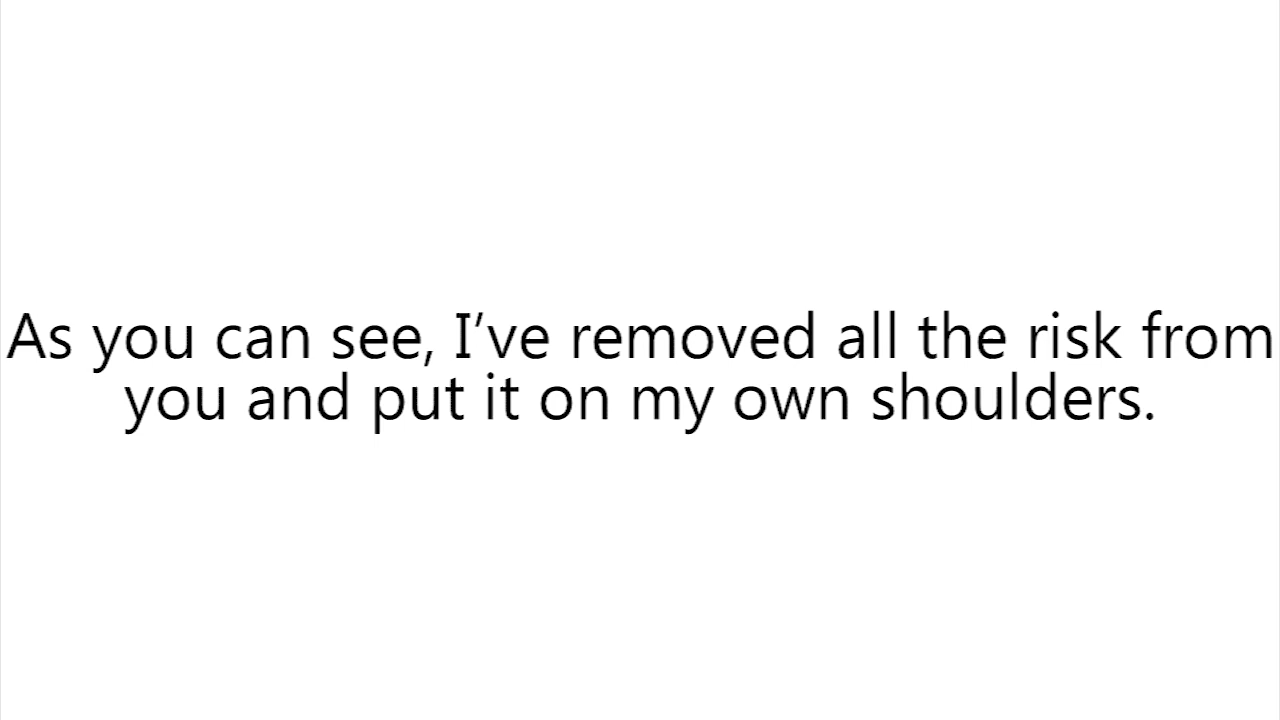 As you can see, I’ve removed all the risk from
you and put it on my own shoulders.